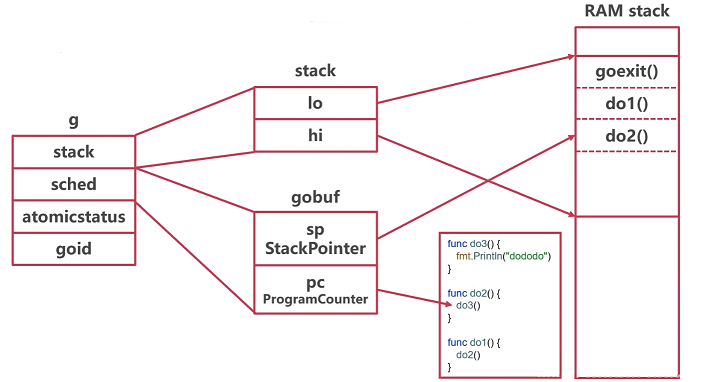 RAM stack
goexit()
do1()
do2()
stack
lo
hi
g
stack
sched
atomicstatus
goid
gobuf
sp
StackPointer
pc
ProgramCounter
func do3() {
fmt.Println("dododo")
}
func do2() {
do3()
}
func do1() {
do2()
}